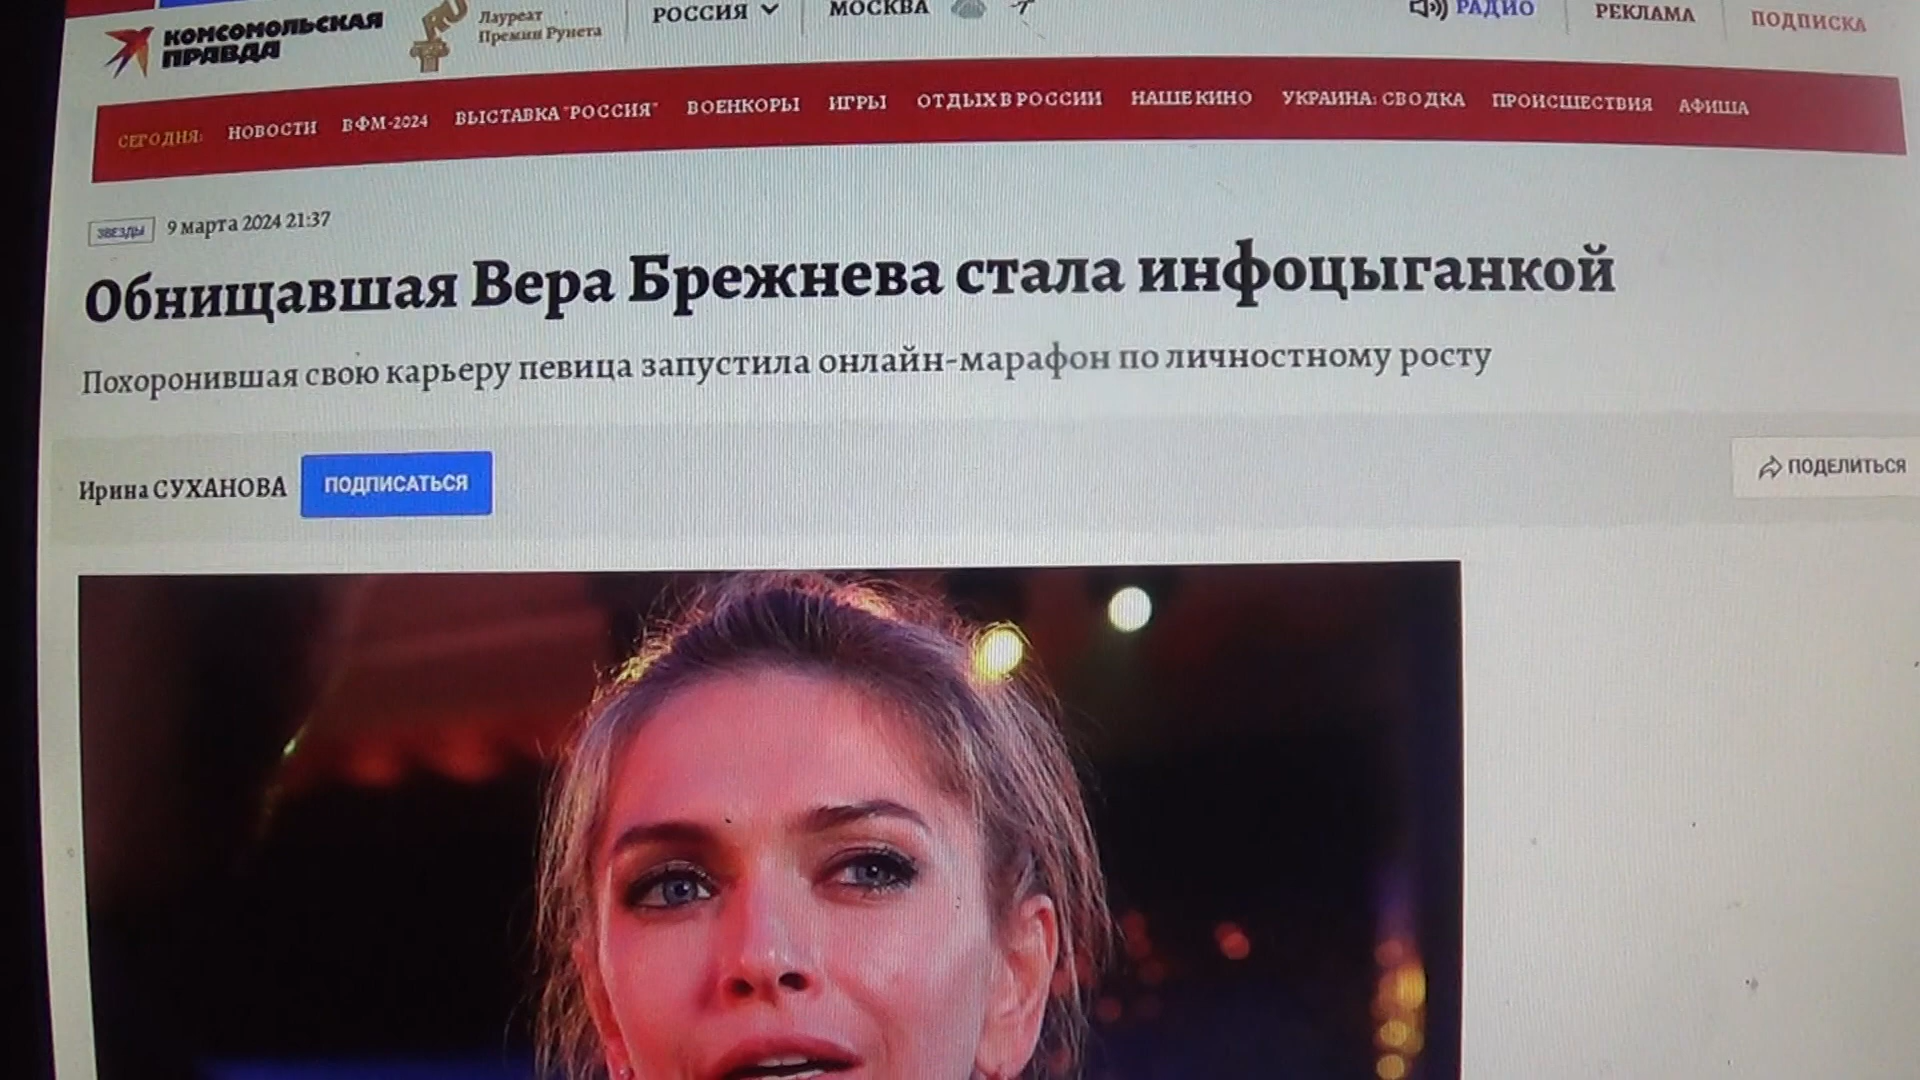 КОМСОМОЛЬСКАЯ
ПРАВДА
RU
Лауреат
Премии Рунета
РОССИЯ
МОСКВА
-7°
РАДИО
РЕКЛАМА
ПОДПИСКА
СЕГОДНЯ: НОВОСТИ ВФМ-2024 ВЫСТАВКА "РОССИЯ" ВОЕНКОРЫ ИГРЫ ОТДЫХ В РОССИИ НАШЕ КИНО УКРАИНА: СВОДКА ПРОИСШЕСТВИЯ АФИША
ЗВЕЗДЫ 9 марта 2024 21:37
Обнищавшая Вера Брежнева стала инфоцыганкой
Похоронившая свою карьеру певица запустила онлайн-марафон по личностному росту
Ирина СУХАНОВА ПОДПИСАТЬСЯ
ПОДЕЛИТЬСЯ